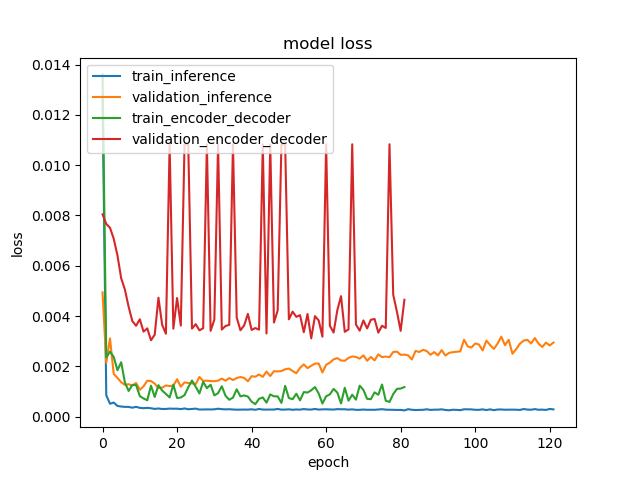 model loss
0.014
0.012
0.010
0.008
0.006
0.004
0.002
0.000
loss
train_inference
validation_inference
train_encoder_decoder
validation_encoder_decoder
0 20 40 60 80 100 120
epoch